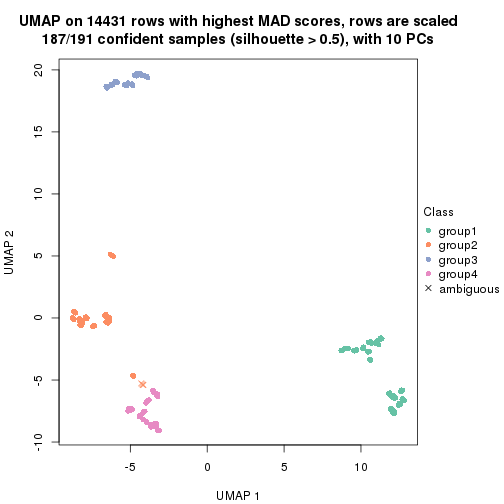 UMAP on 14431 rows with highest MAD scores, rows are scaled
187/191 confident samples (silhouette > 0.5), with 10 PCs
20
15
10
5
0
-5
-10
UMAP 2
-5
0
5
10
UMAP 1
Class
group1
group2
group3
group4
ambiguous